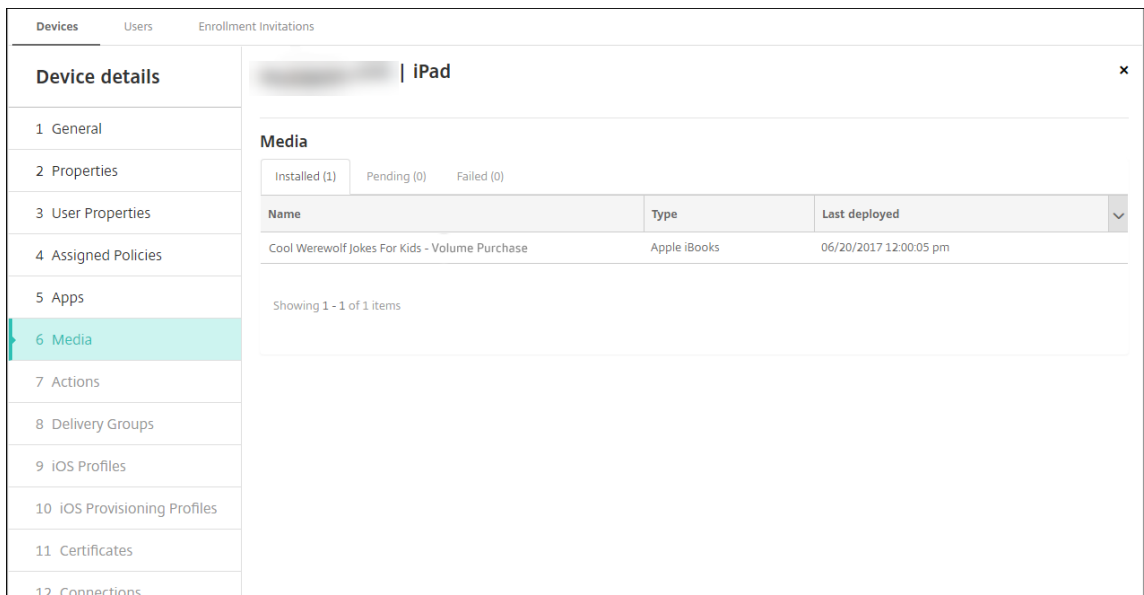 Devices Users Enrollment Invitations
Device details
1 General
2 Properties
3 User Properties
4 Assigned Policies
5 Apps
6 Media
7 Actions
8 Delivery Groups
9 iOS Profiles
10 iOS Provisioning Profiles
11 Certificates
12 Connections
| iPad
Media
Installed (1) Pending (0) Failed (0)
Name Type Last deployed
Cool Werewolf Jokes For Kids - Volume Purchase Apple iBooks 06/20/2017 12:00:05 pm
Showing 1 - 1 of 1 items